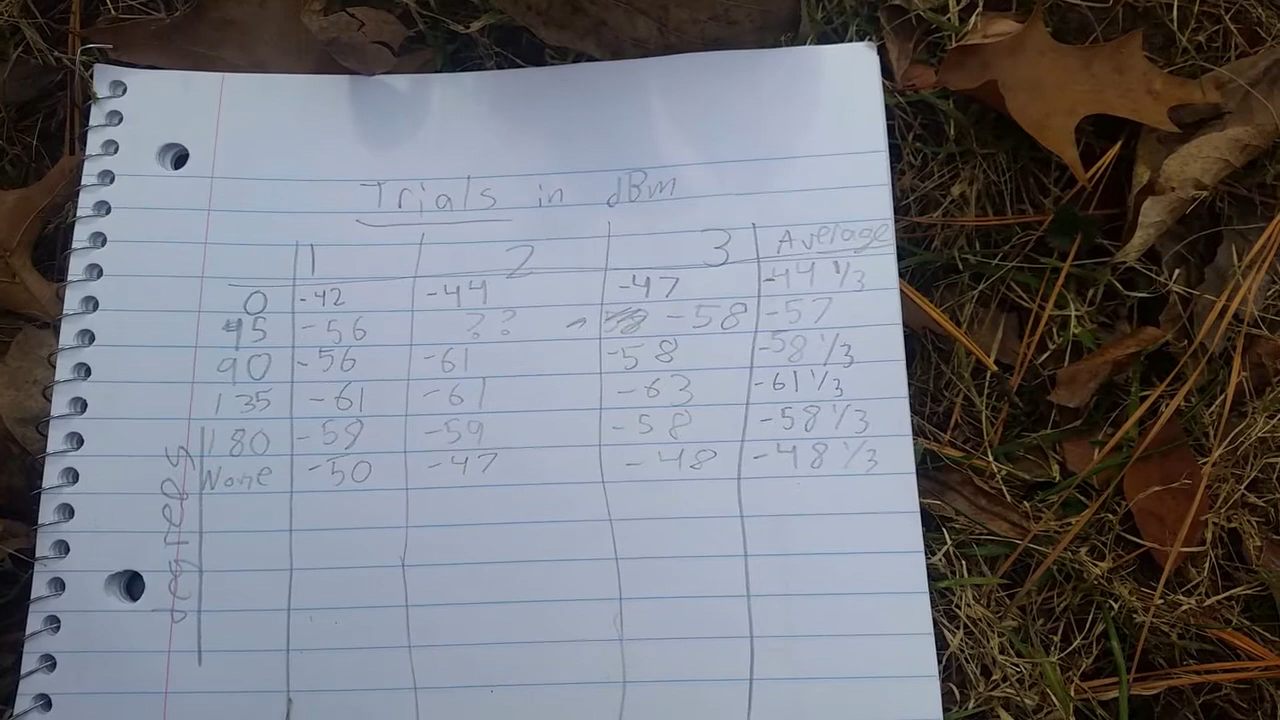 Trials in dBm
1 2 3 Average
0 -42 -44 -47 -44 1/3
45 -56 ?? -58 -57
90 -56 -61 -58 -58 1/3
135 -61 -61 -63 -61 1/3
180 -59 -59 -58 -58 1/3
None -50 -47 -48 -48 1/3
degrees